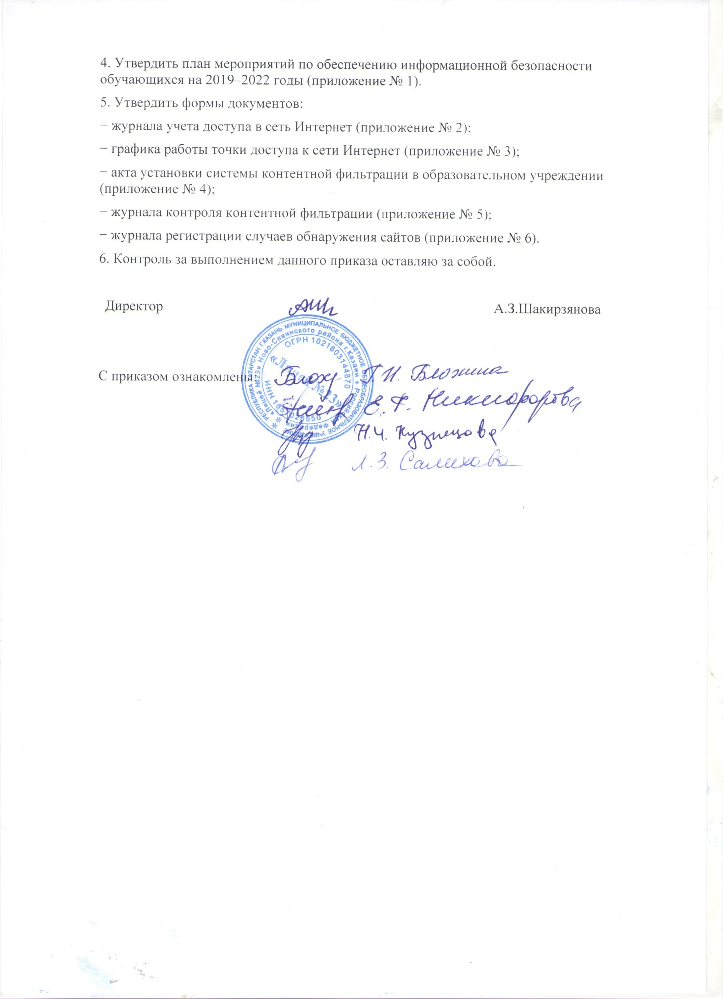 4. Утвердить план мероприятий по обеспечению информационной безопасности
обучающихся на 2019–2022 годы (приложение № 1).
5. Утвердить формы документов:
− журнала учета доступа в сеть Интернет (приложение № 2);
− графика работы точки доступа к сети Интернет (приложение № 3);
− акта установки системы контентной фильтрации в образовательном учреждении
(приложение № 4);
− журнала контроля контентной фильтрации (приложение № 5);
− журнала регистрации случаев обнаружения сайтов (приложение № 6).
6. Контроль за выполнением данного приказа оставляю за собой.
Директор А.З.Шакирзянова
РЕСПУБЛИКА ТАТАРСТАН Г.КАЗАНЬ МУНИЦИПАЛЬНОЕ БЮДЖЕТНОЕ ОБЩЕОБРАЗОВАТЕЛЬНОЕ УЧРЕЖДЕНИЕ
«Лицей №23» Ново-Савинского района г.Казани * Российская Федерация *
ОГРН 1021603144870
ИНН 1657026550
«Лицей №23»
С приказом ознакомлены: Г.И. Блохина
Е.Ф. Никифорова
Н.Ч. Кузнецова
Л.З. Салихова